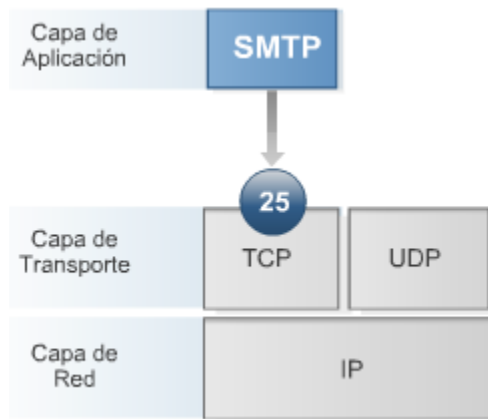 Capa de
Aplicación
SMTP
25
Capa de
Transporte
TCP
UDP
Capa de
Red
IP